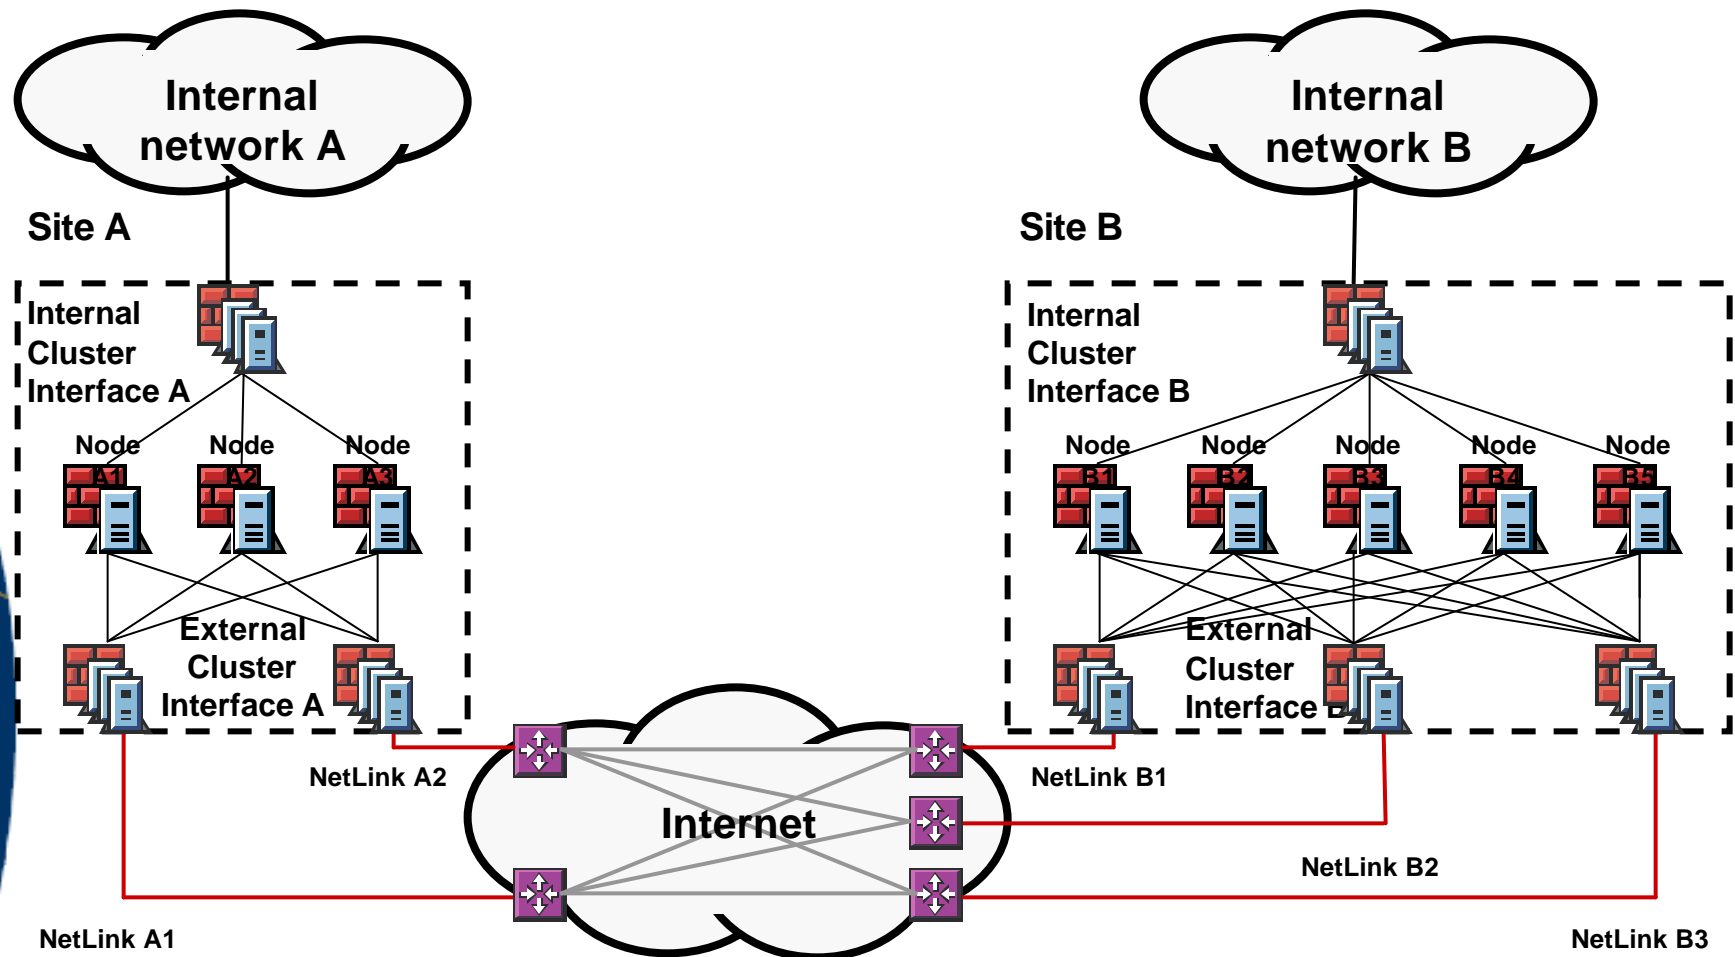 Internal
network A
Internal
network B
Site A
Site B
Internal
Cluster
Interface A
Internal
Cluster
Interface B
Node
A1
Node
A2
Node
A3
Node
B1
Node
B2
Node
B3
Node
B4
Node
B5
External
Cluster
Interface A
External
Cluster
Interface B
NetLink A2
NetLink B1
Internet
NetLink B2
NetLink A1
NetLink B3